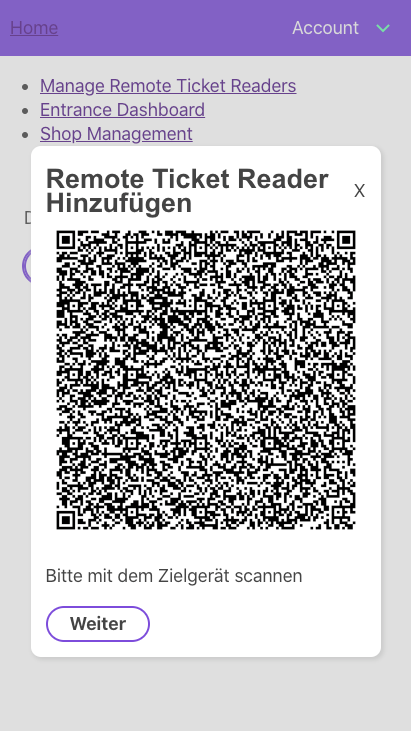 Home
Account
Manage Remote Ticket Readers
Entrance Dashboard
Shop Management
Remote Ticket Reader
Hinzufügen
X
Bitte mit dem Zielgerät scannen
Weiter